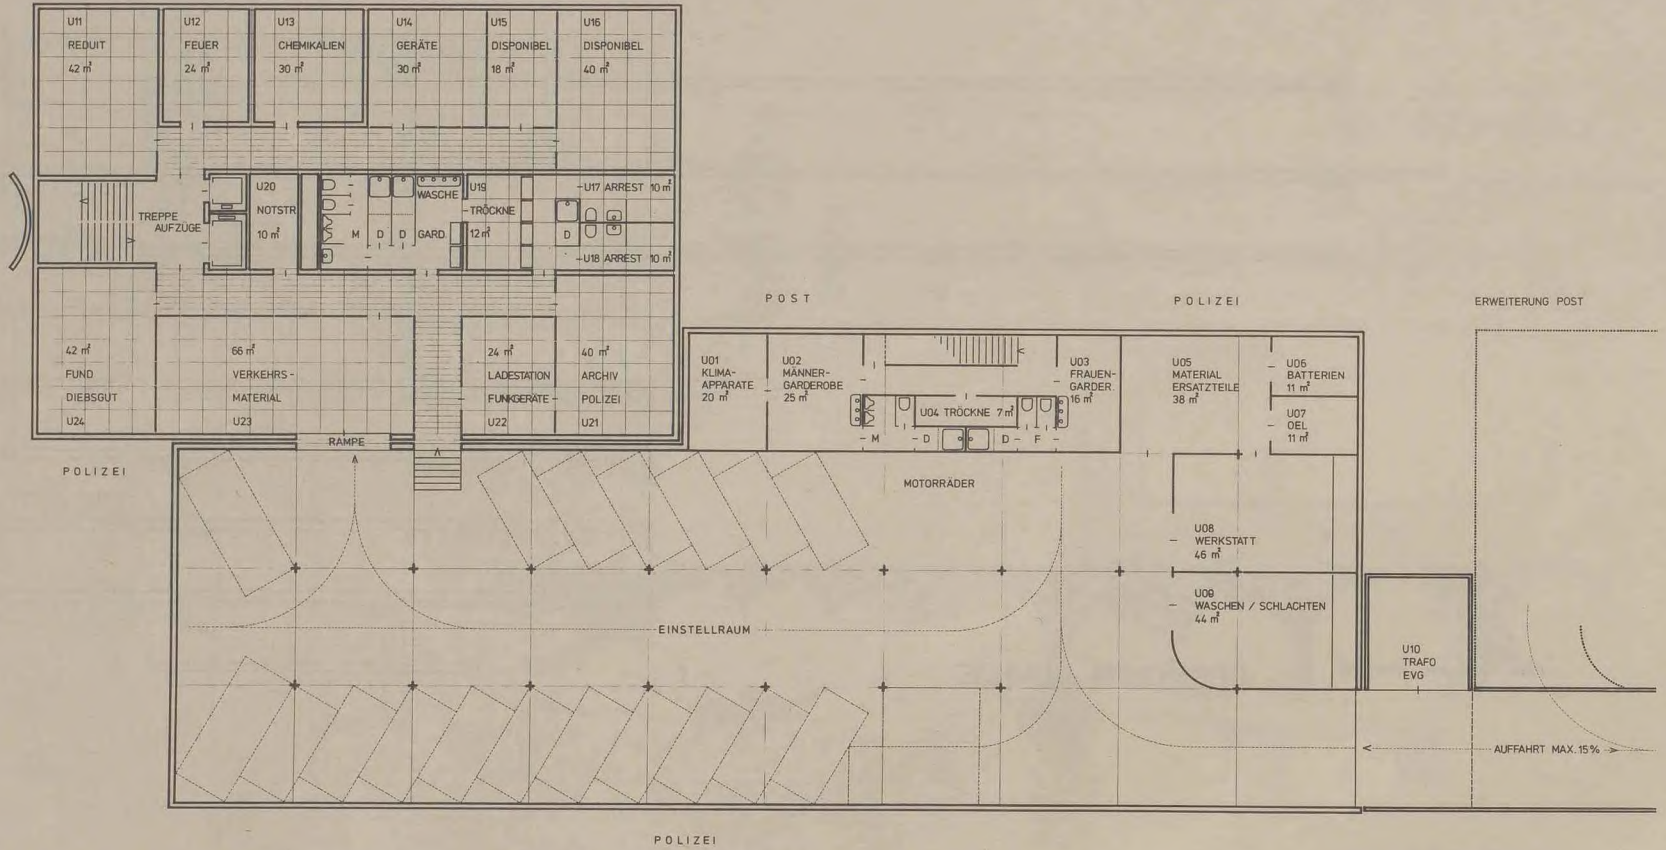 U11
REDUIT
42 m²
U12
FEUER
24 m²
U13
CHEMIKALIEN
30 m²
U14
GERÄTE
30 m²
U15
DISPONIBEL
18 m²
U16
DISPONIBEL
40 m²
TREPPE
AUFZÜGE
U20
NOTSTR.
10 m²
M
D
D
WASCHE
GARD.
U19
TRÖCKNE
12 m²
D
U17 ARREST 10 m²
U18 ARREST 10 m²
42 m²
FUND
DIEBSGUT
U24
66 m²
VERKEHRS-
MATERIAL
U23
24 m²
LADESTATION
FUNKGERÄTE
U22
40 m²
ARCHIV
POLIZEI
U21
RAMPE
POLIZEI
POST
POLIZEI
ERWEITERUNG POST
U01
KLIMA-
APPARATE
20 m²
U02
MÄNNER-
GARDEROBE
25 m²
U04 TRÖCKNE 7 m²
M
D
D
F
U03
FRAUEN-
GARDER.
16 m²
U05
MATERIAL
ERSATZTEILE
38 m²
U06
BATTERIEN
11 m²
U07
OEL
11 m²
MOTORRÄDER
U08
WERKSTATT
46 m²
U09
WASCHEN / SCHLACHTEN
44 m²
EINSTELLRAUM
U10
TRAFO
EVG
AUFFAHRT MAX.15%
POLIZEI